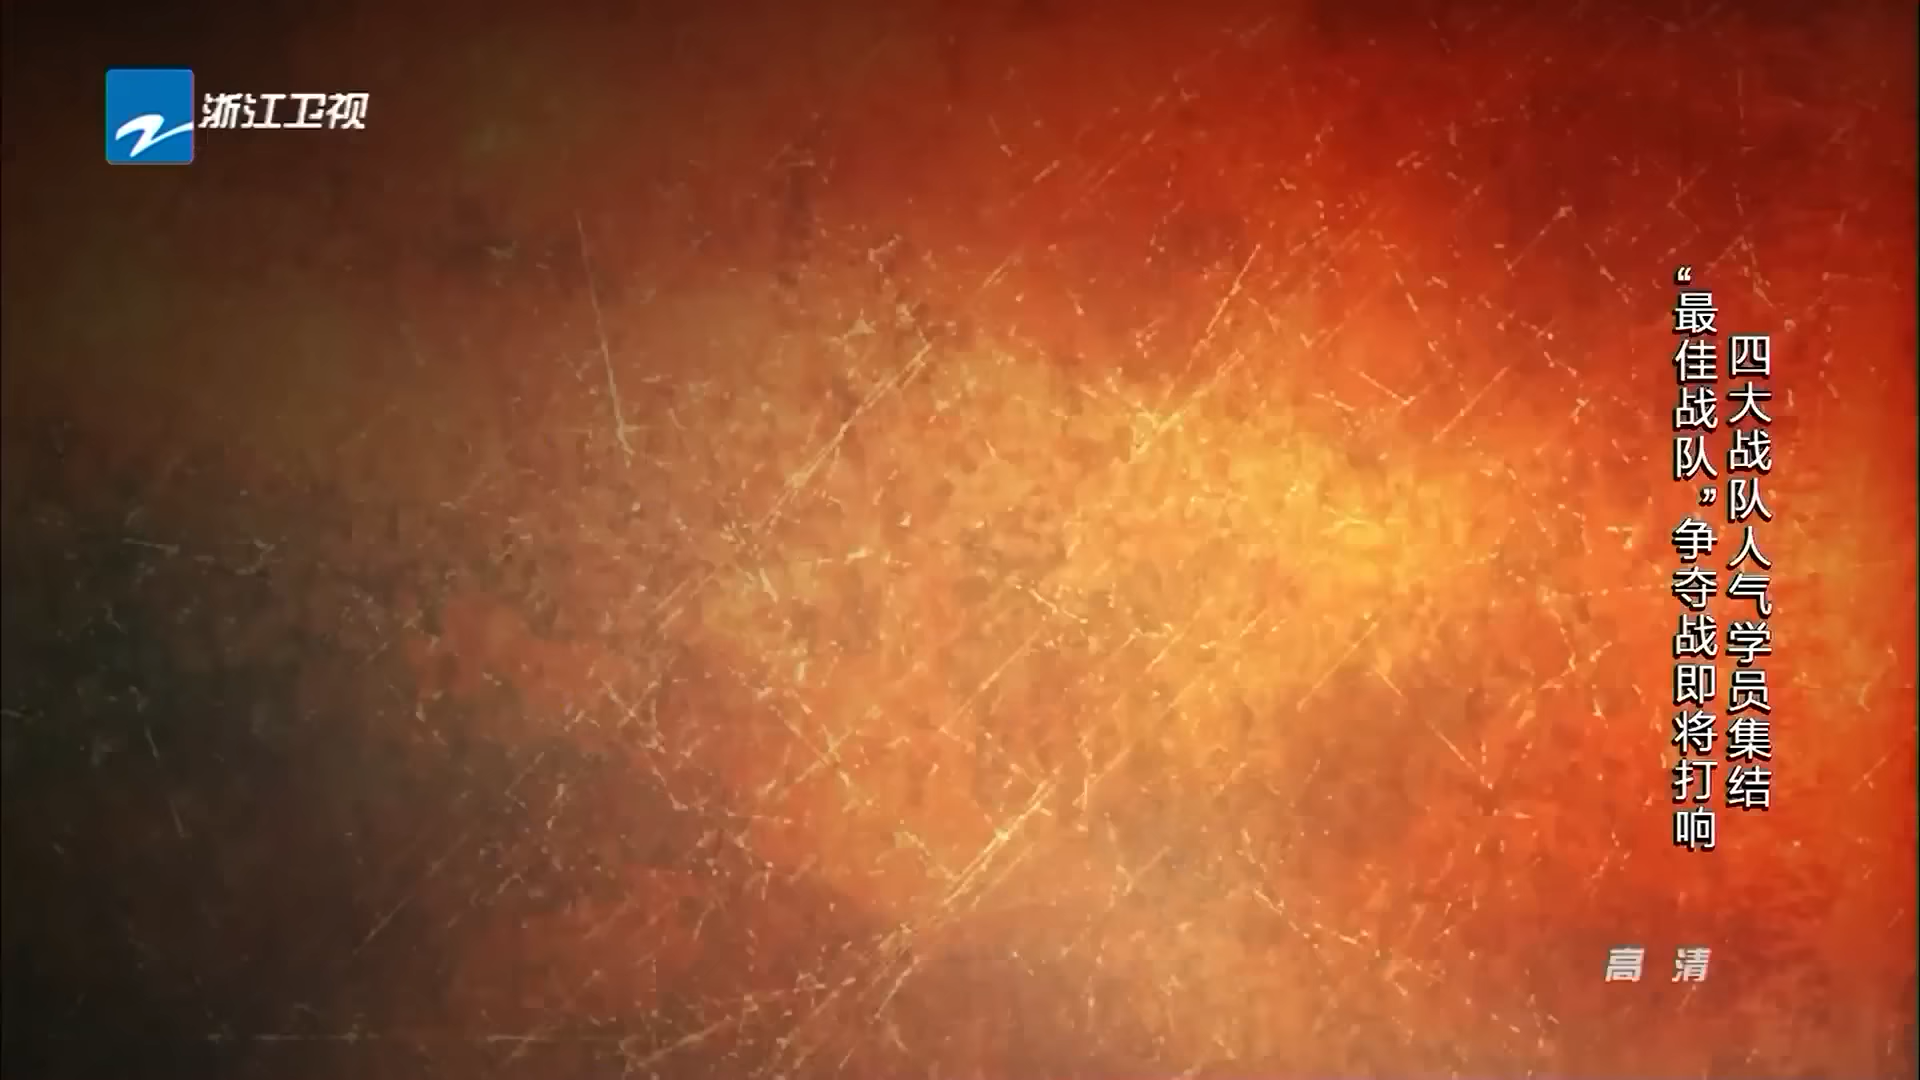 浙江卫视
四大战队人气学员集结
“最佳战队”争夺战即将打响
高清